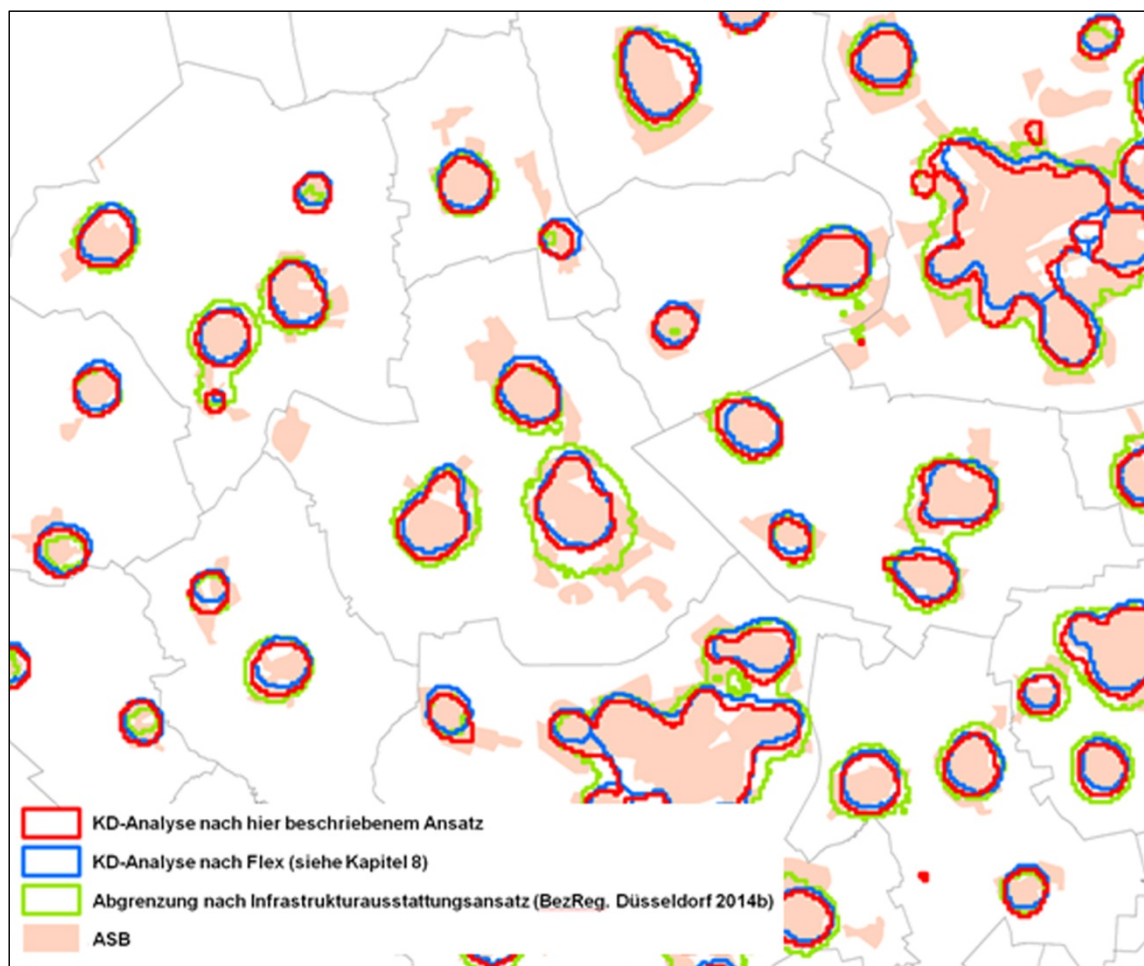 KD-Analyse nach hier beschriebenem Ansatz
KD-Analyse nach Flex (siehe Kapitel 8)
Abgrenzung nach Infrastrukturausstattungsansatz (BezReg. Düsseldorf 2014b)
ASB